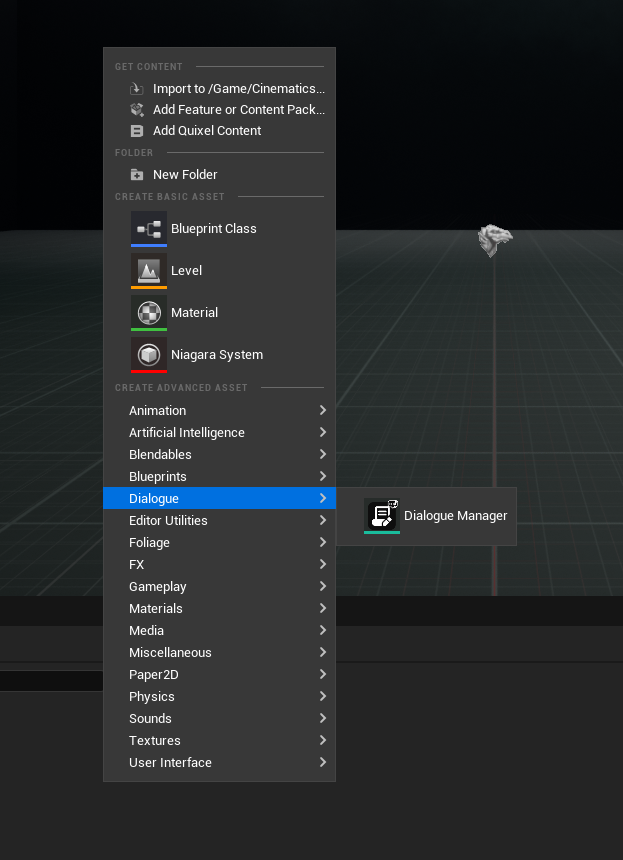 GET CONTENT
Import to /Game/Cinematics...
Add Feature or Content Pack...
Add Quixel Content
FOLDER
New Folder
CREATE BASIC ASSET
Blueprint Class
Level
Material
Niagara System
CREATE ADVANCED ASSET
Animation
Artificial Intelligence
Blendables
Blueprints
Dialogue
Dialogue Manager
Editor Utilities
Foliage
FX
Gameplay
Materials
Media
Miscellaneous
Paper2D
Physics
Sounds
Textures
User Interface